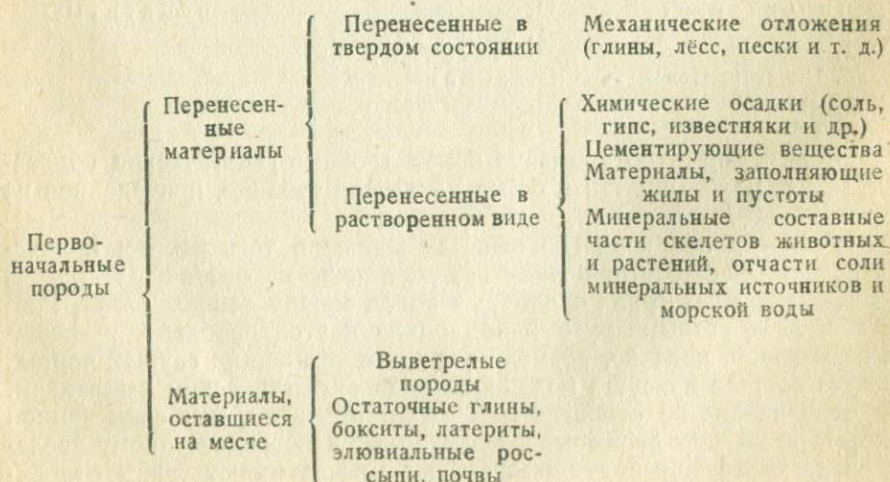 Перво-
начальные
породы
Перенесен-
ные
материалы
Перенесенные в
твердом состоянии
Механические отложения
(глины, лёсс, пески и т. д.)
Перенесенные в
растворенном виде
Химические осадки (соль,
гипс, известняки и др.)
Цементирующие вещества
Материалы, заполняющие
жилы и пустоты
Минеральные составные
части скелетов животных
и растений, отчасти соли
минеральных источников и
морской воды
Материалы,
оставшиеся
на месте
Выветрелые
породы
Остаточные глины,
бокситы, латериты,
элювиальные рос-
сыпи, почвы